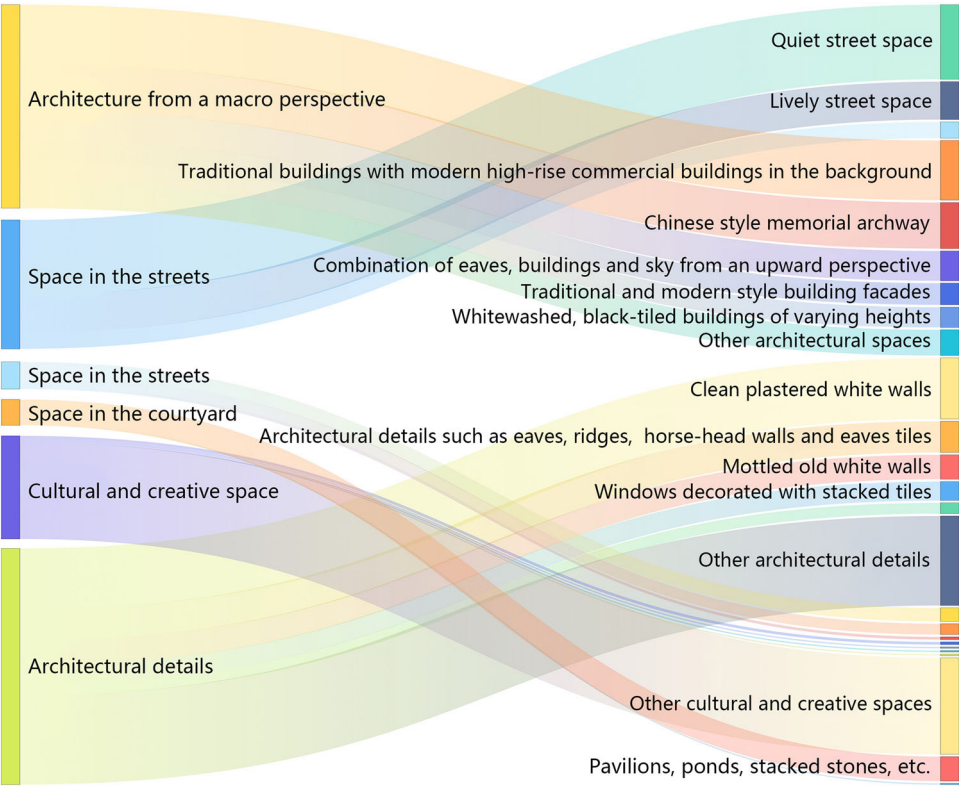 Architecture from a macro perspective
Space in the streets
Space in the streets
Space in the courtyard
Cultural and creative space
Architectural details
Quiet street space
Lively street space
Traditional buildings with modern high-rise commercial buildings in the background
Chinese style memorial archway
Combination of eaves, buildings and sky from an upward perspective
Traditional and modern style building facades
Whitewashed, black-tiled buildings of varying heights
Other architectural spaces
Clean plastered white walls
Architectural details such as eaves, ridges, horse-head walls and eaves tiles
Mottled old white walls
Windows decorated with stacked tiles
Other architectural details
Other cultural and creative spaces
Pavilions, ponds, stacked stones, etc.